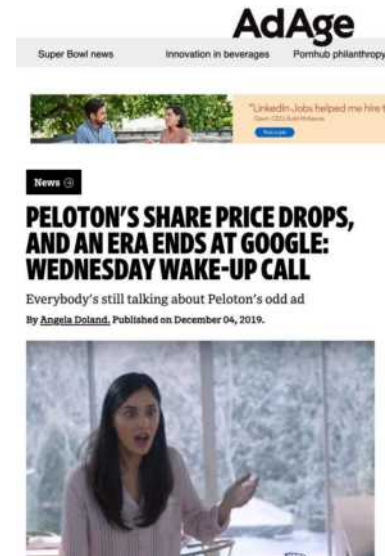 AdAge
Super Bowl news Innovation in beverages Pornhub philanthropy
"LinkedIn Jobs helped me hire
News
PELOTON'S SHARE PRICE DROPS,
AND AN ERA ENDS AT GOOGLE:
WEDNESDAY WAKE-UP CALL
Everybody's still talking about Peloton's odd ad
By Angela Doland. Published on December 04, 2019.